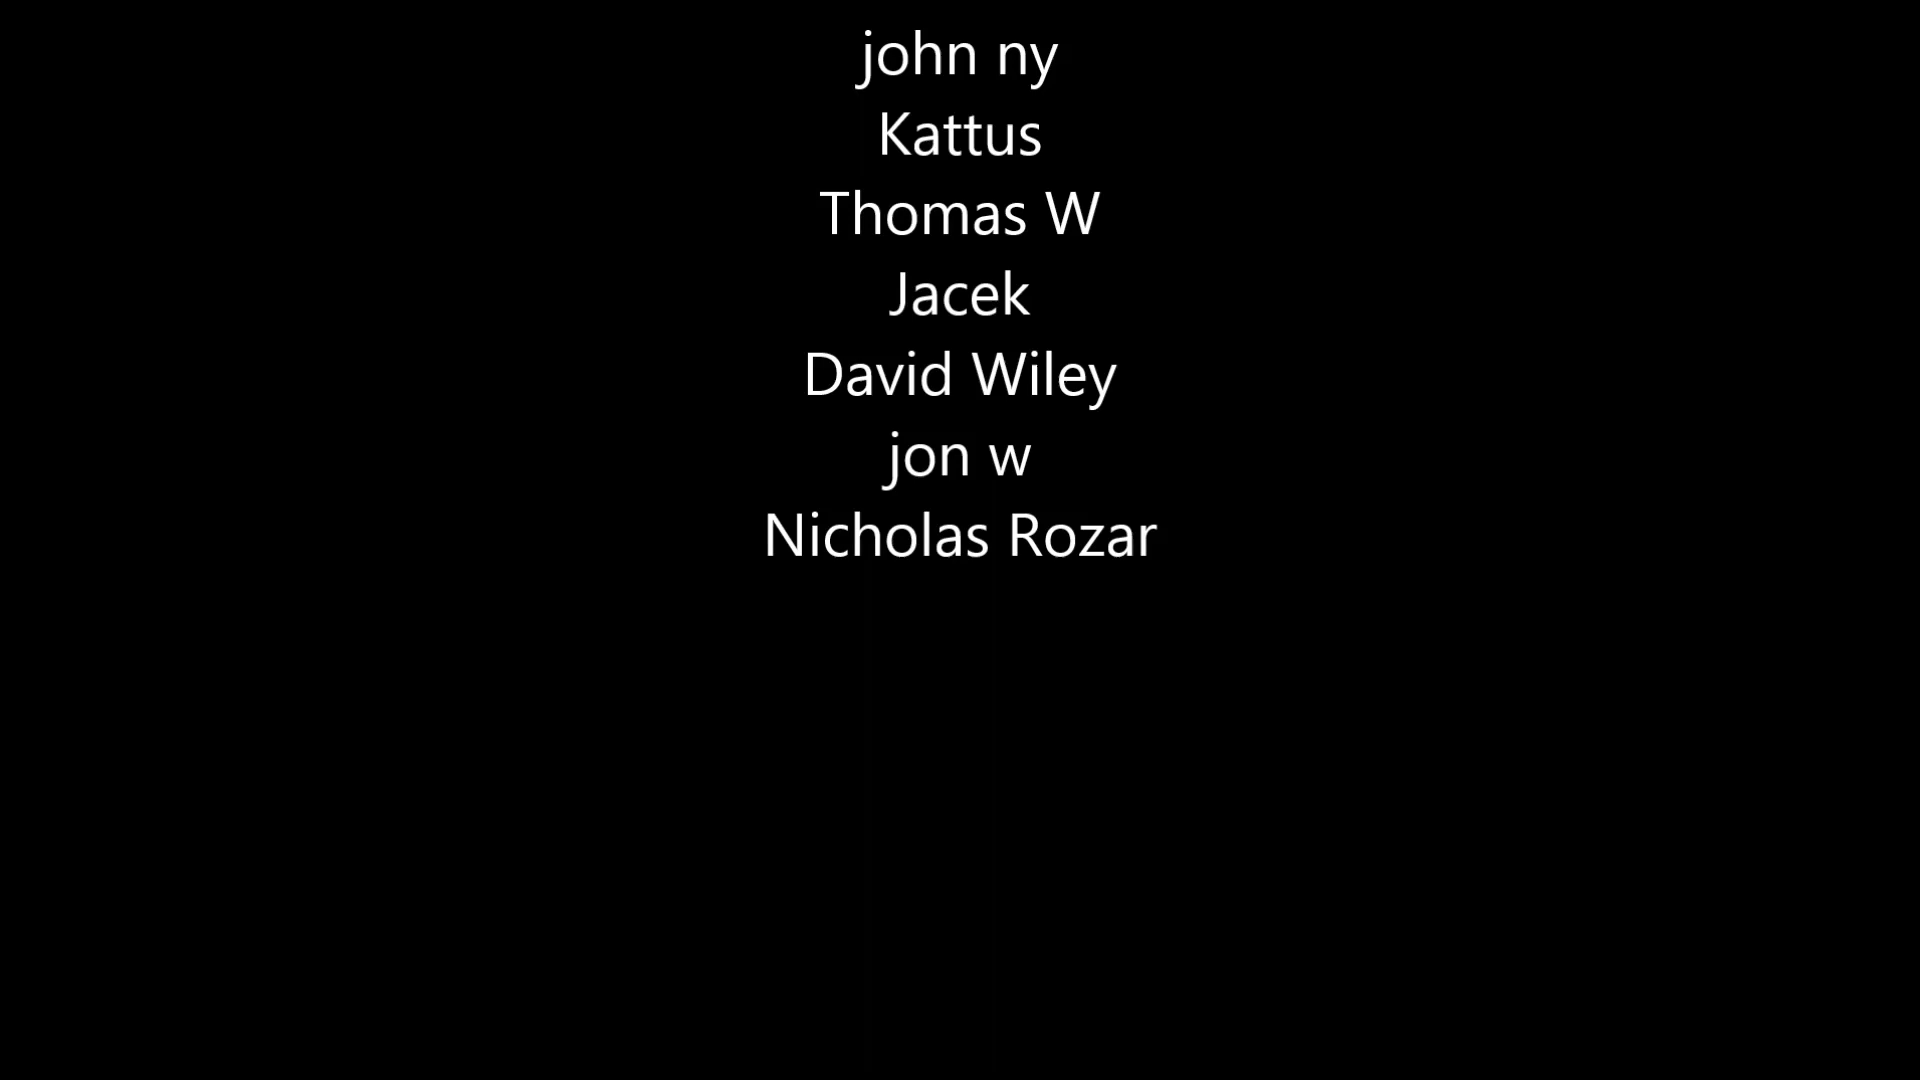 john ny
Kattus
Thomas W
Jacek
David Wiley
jon w
Nicholas Rozar